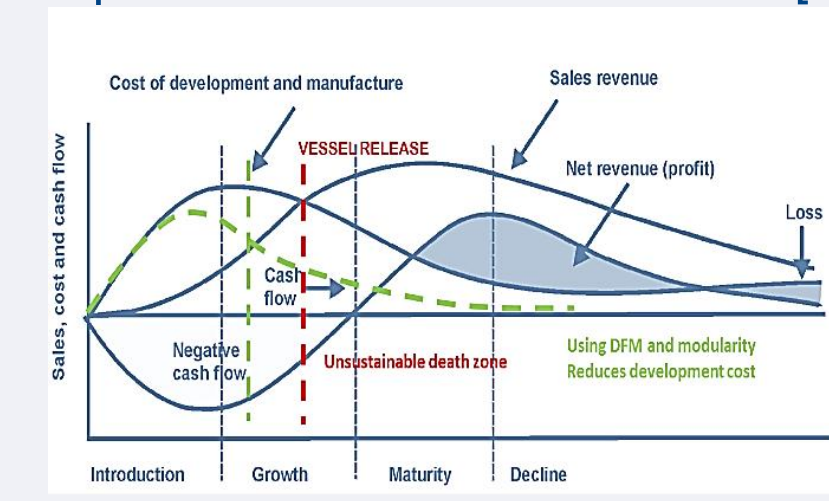 Cost of development and manufacture
Sales revenue
VESSEL RELEASE
Net revenue (profit)
Loss
Sales, cost and cash flow
Cash
flow
Negative
cash flow
Unsustainable death zone
Using DFM and modularity
Reduces development cost
Introduction
Growth
Maturity
Decline